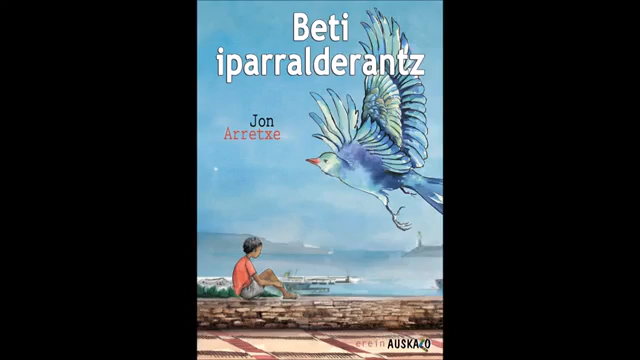 Beti
iparralderantz
Jon
Arretxe
erein AUSKALO